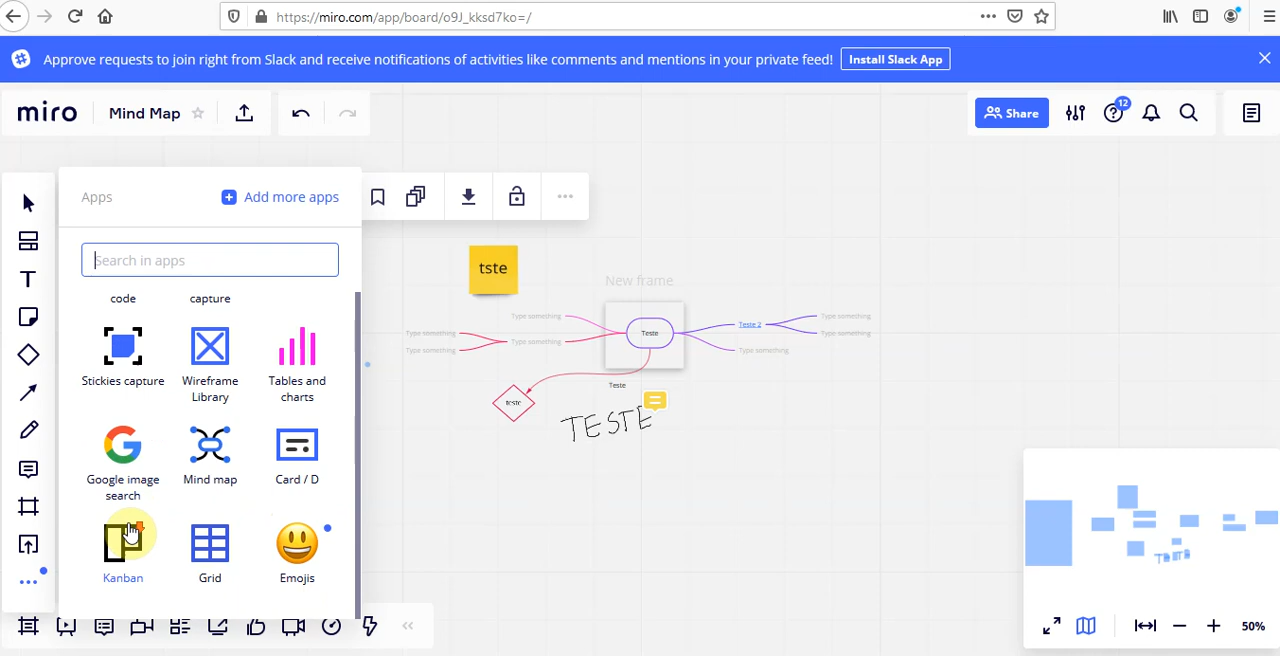 https://miro.com/app/board/o9J_kksd7ko=/
Approve requests to join right from Slack and receive notifications of activities like comments and mentions in your private feed!
Install Slack App
miro
Mind Map
Share
12
Apps
Add more apps
Search in apps
code
capture
Stickies capture
Wireframe
Library
Tables and
charts
Google image
search
Mind map
Card / D
Kanban
Grid
Emojis
tste
New frame
Type something
Type something
Type something
Type something
Teste
Teste 2
Type something
Type something
Type something
Teste
teste
TESTE
TESTE
50%